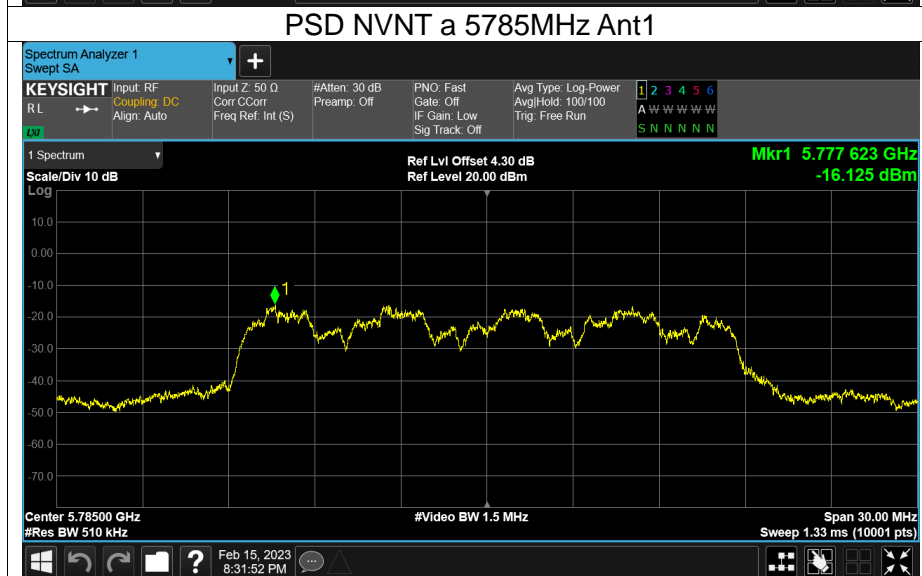 PSD NVNT a 5785MHz Ant1
Spectrum Analyzer 1
Swept SA
+
KEYSIGHT Input: RF Input Z: 50 Ω #Atten: 30 dB PNO: Fast Avg Type: Log-Power 1 2 3 4 5 6
R L Coupling: DC Corr CCorr Preamp: Off Gate: Off Avg|Hold: 100/100 A W W W W W
Align: Auto Freq Ref: Int (S) IF Gain: Low Trig: Free Run S N N N N N
LXI Sig Track: Off
1 Spectrum
Ref Lvl Offset 4.30 dB Mkr1 5.777 623 GHz
Scale/Div 10 dB Ref Level 20.00 dBm -16.125 dBm
Log
10.0
0.00
-10.0
1
-20.0
-30.0
-40.0
-50.0
-60.0
-70.0
Center 5.78500 GHz #Video BW 1.5 MHz Span 30.00 MHz
#Res BW 510 kHz Sweep 1.33 ms (10001 pts)
? Feb 15, 2023
8:31:52 PM